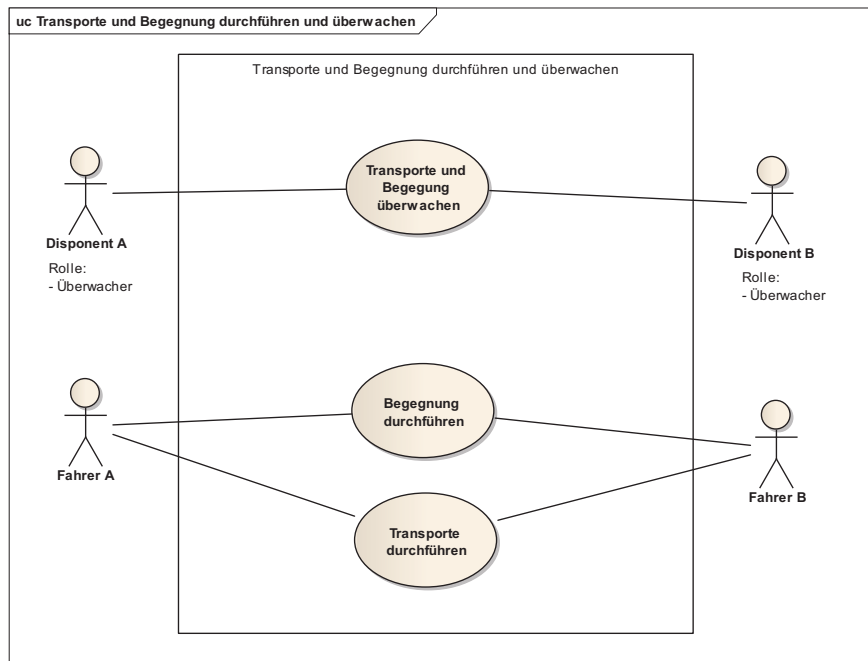 uc Transporte und Begegnung durchführen und überwachen
Transporte und Begegnung durchführen und überwachen
Transporte und
Begegung
überwachen
Disponent A
Rolle:
- Überwacher
Disponent B
Rolle:
- Überwacher
Begegnung
durchführen
Fahrer A
Fahrer B
Transporte
durchführen